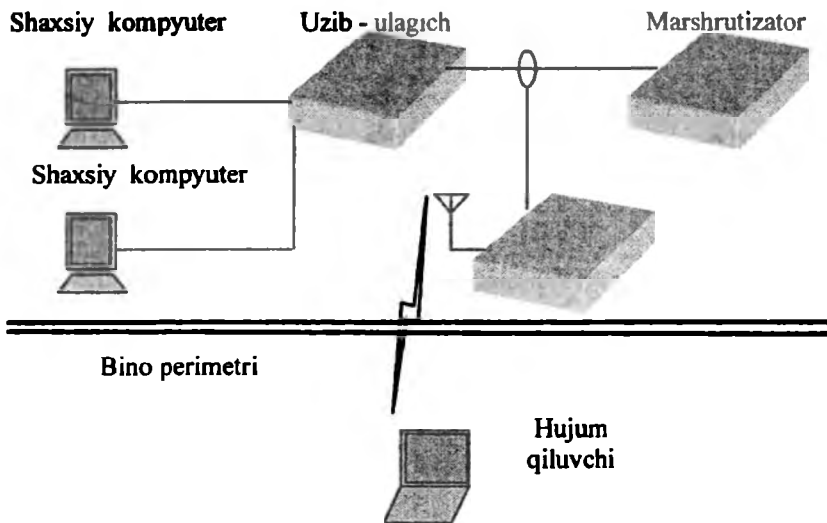 Shaxsiy kompyuter
Uzib - ulagich
Marshrutizator
Shaxsiy kompyuter
Bino perimetri
Hujum
qiluvchi